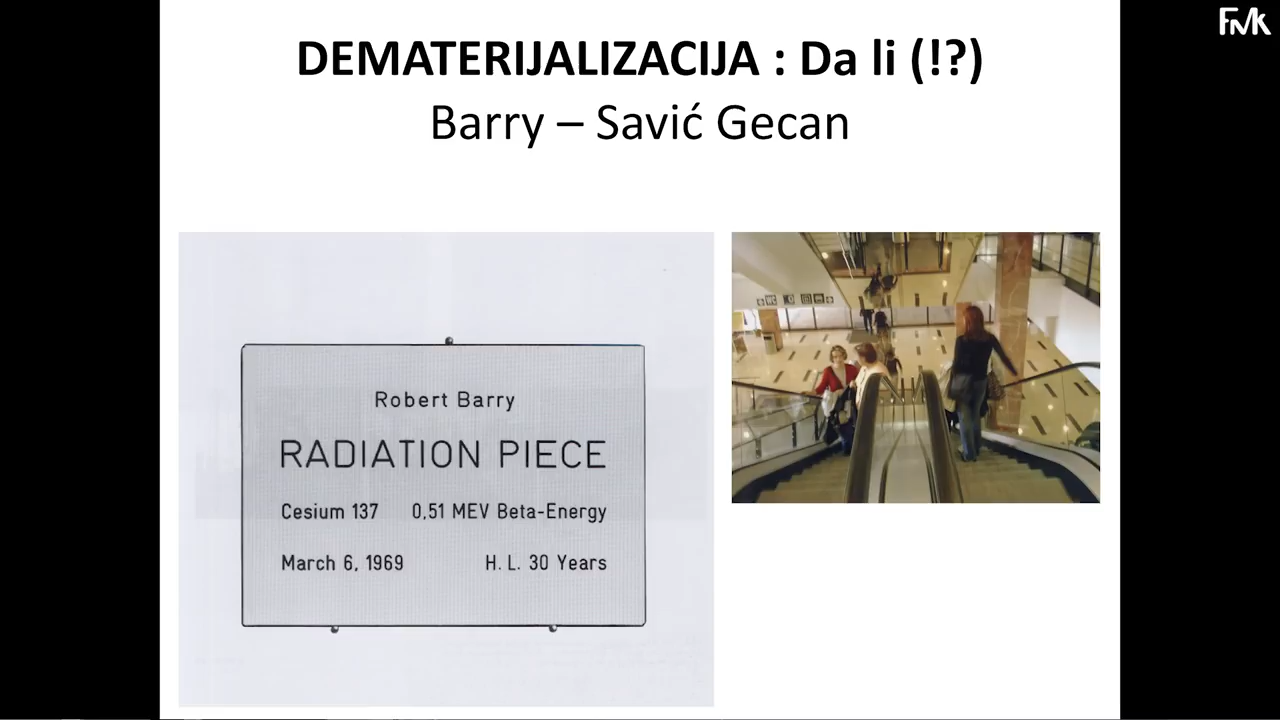 FMK
DEMATERIJALIZACIJA : Da li (!?)
Barry – Savić Gecan
Robert Barry
RADIATION PIECE
Cesium 137 0,51 MEV Beta-Energy
March 6, 1969 H. L. 30 Years
WC